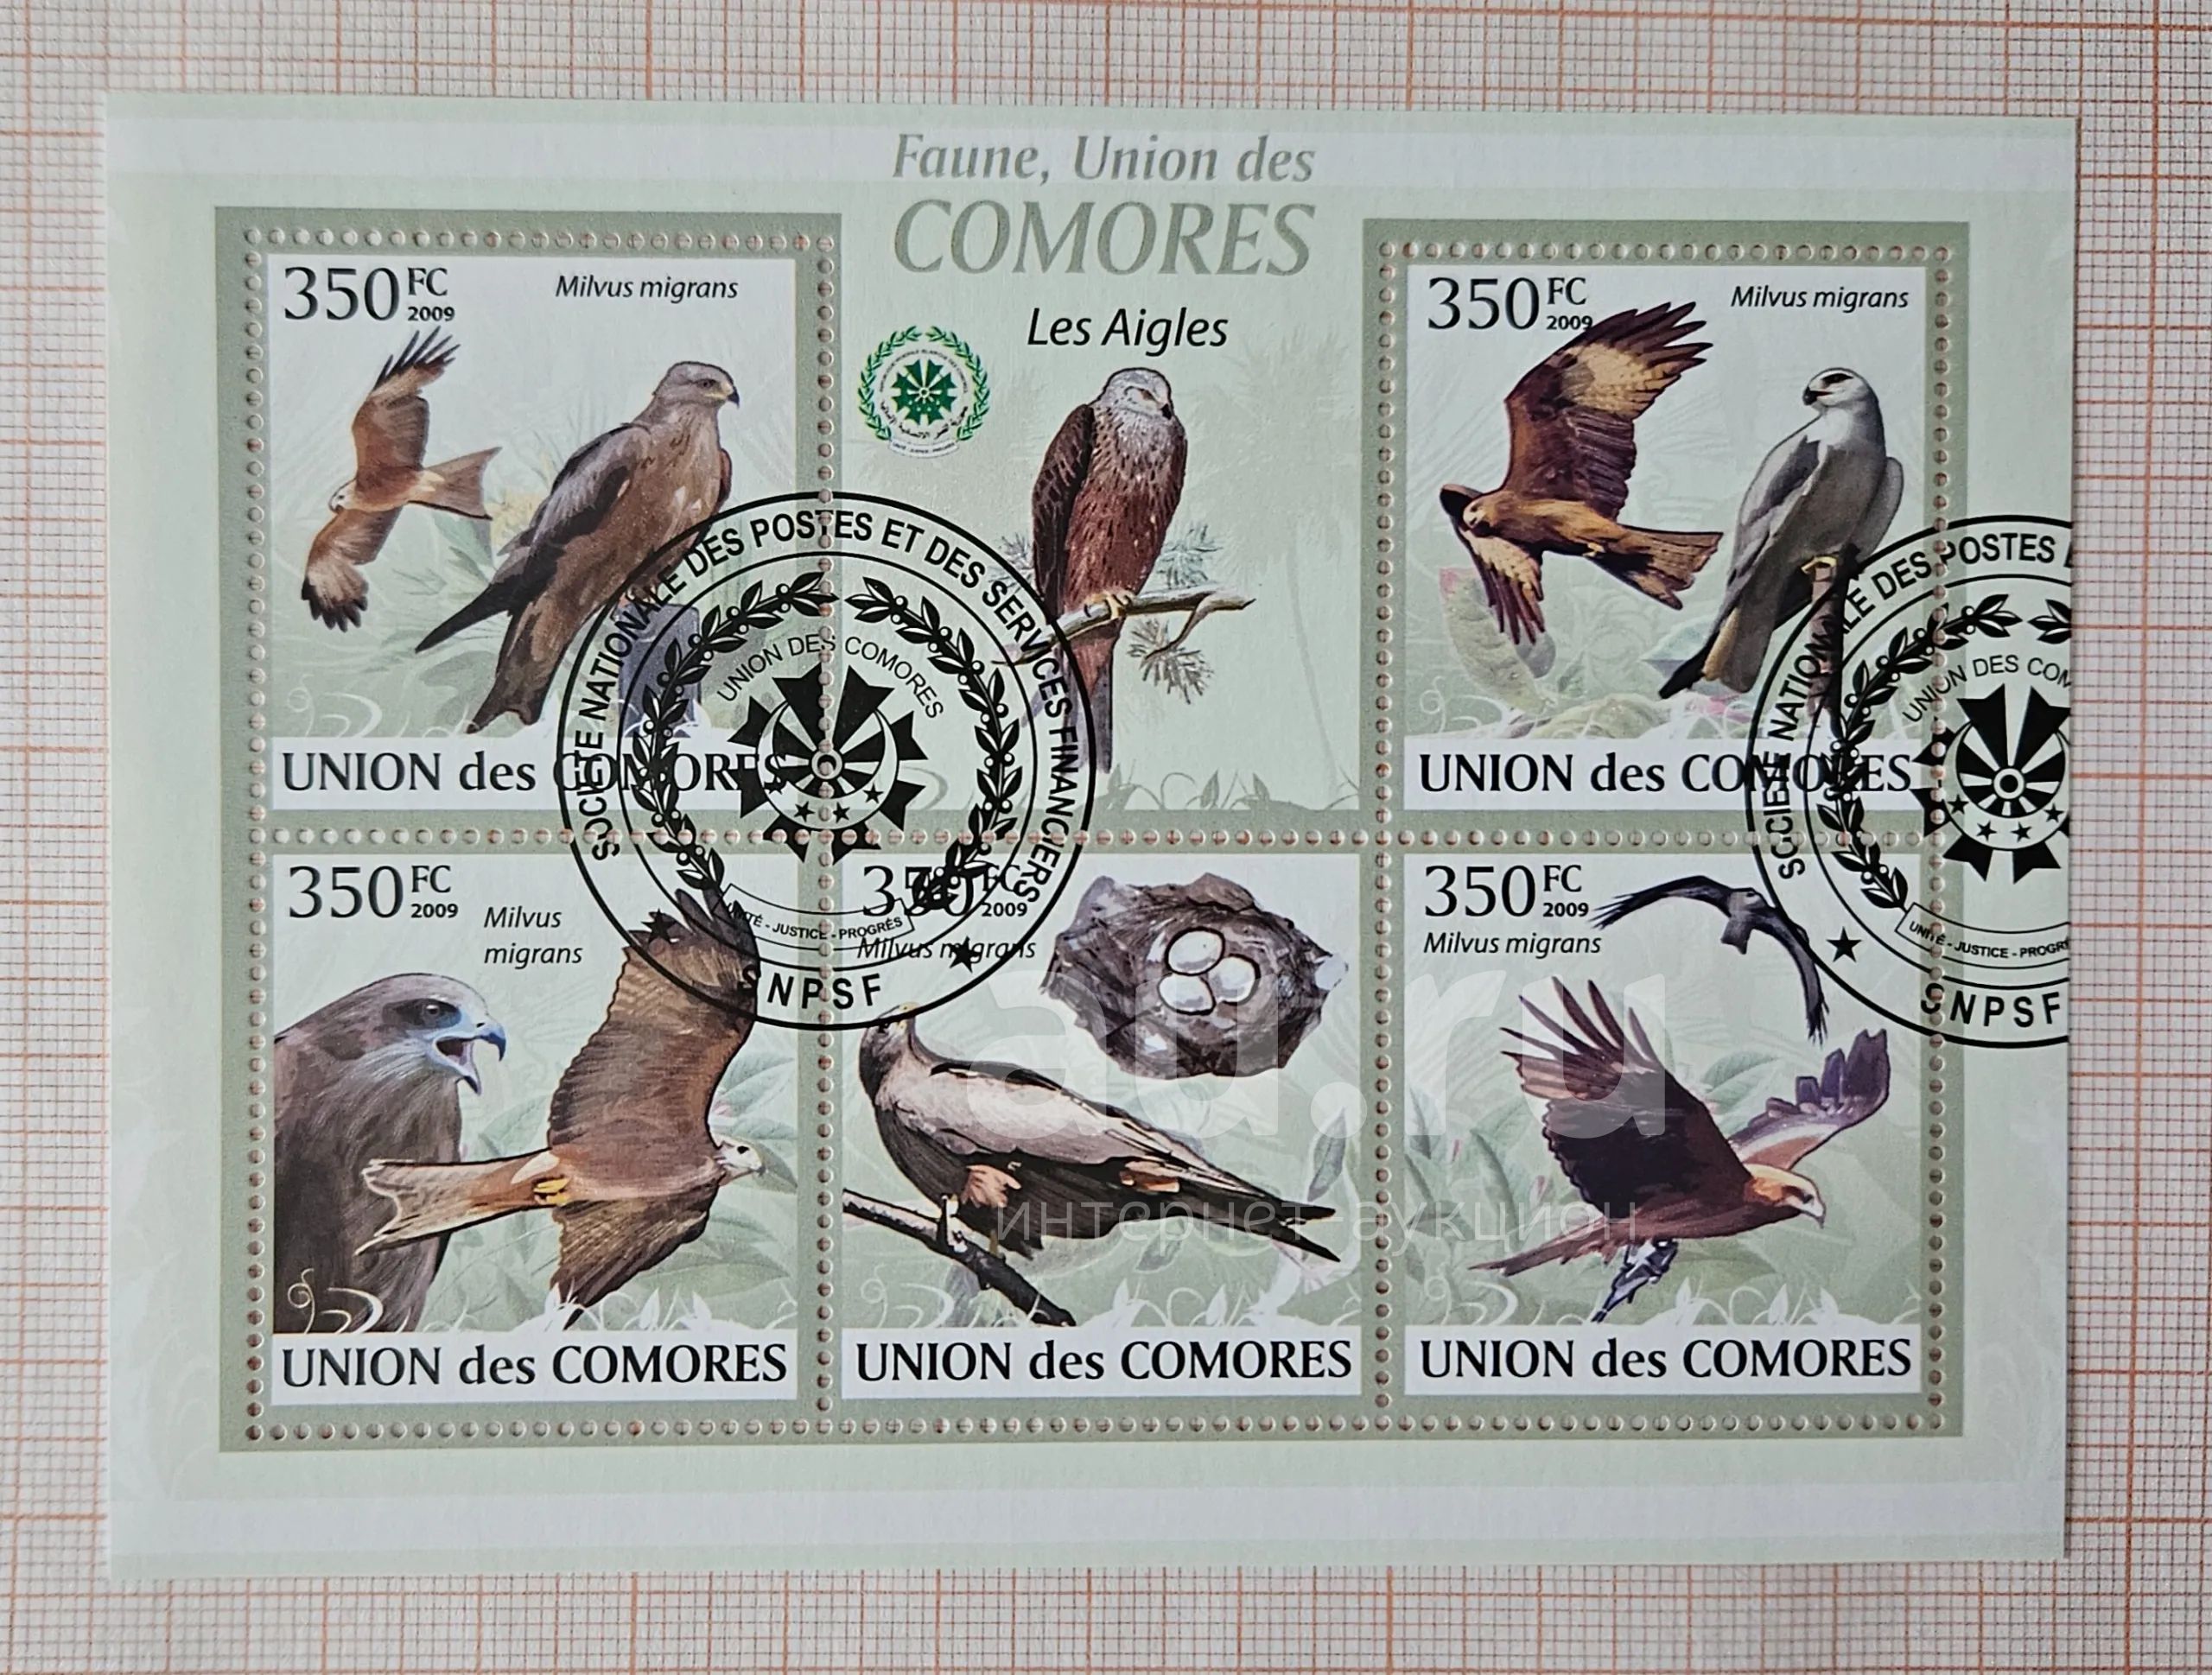 Faune, Union des
COMORES
Les Aigles
350 FC
2009
Milvus migrans
UNION des COMORES
350 FC
2009
Milvus migrans
UNION des COMORES
SOCIETE NATIONALE DES POSTES ET DES SERVICES FINANCIERS
UNION DES COMORES
UNITÉ - JUSTICE - PROGRÈS
SNPSF
SOCIETE NATIONALE DES POSTES
UNION DES COM
UNITÉ - JUSTICE - PROGRÈ
SNPSF
350 FC
2009
Milvus
migrans
UNION des COMORES
350 FC
2009
Milvus migrans
UNION des COMORES
350 FC
2009
Milvus migrans
UNION des COMORES
au.ru
интернет-аукцион